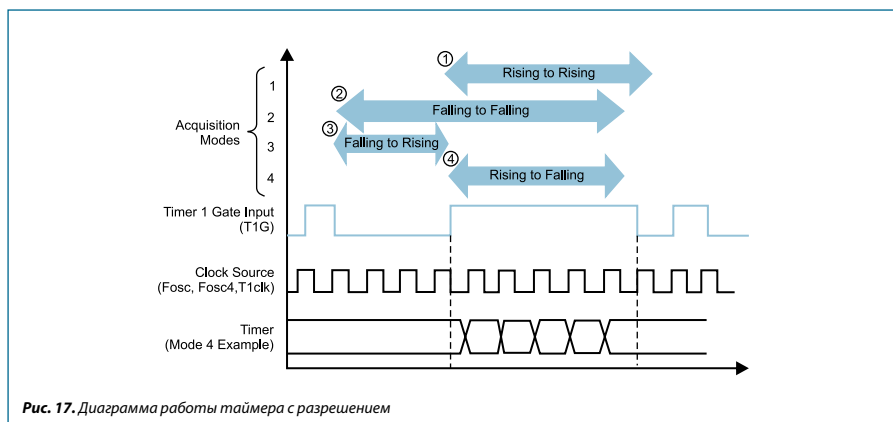 ①
Rising to Rising
1
②
Falling to Falling
2
Acquisition
Modes
③
Falling to Rising
3
④
Rising to Falling
4
Timer 1 Gate Input
(T1G)
Clock Source
(Fosc, Fosc4,T1clk)
Timer
(Mode 4 Example)
Рис. 17. Диаграмма работы таймера с разрешением